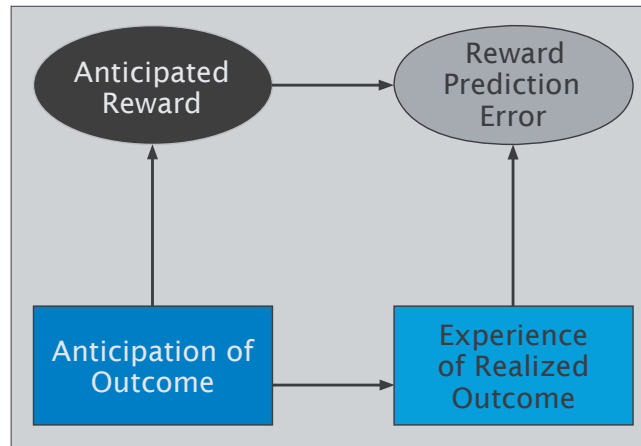 Anticipated
Reward
Reward
Prediction
Error
Anticipation of
Outcome
Experience
of Realized
Outcome